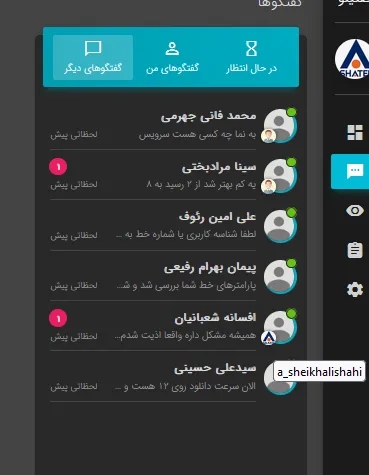 گفتگوها
در حال انتظار
گفتگوهای من
گفتگوهای دیگر
محمد فانی جهرمی
به نما چه کسی هست سرویس
لحظاتی پیش
سینا مرادبختی
۱
یه کم بهتر شد از ۲ رسید به ۸
لحظاتی پیش
علی امین رئوف
لطفا شناسه کاربری یا شماره خط به ...
لحظاتی پیش
پیمان بهرام رفیعی
پارامترهای خط شما بررسی شد و شـ...
لحظاتی پیش
افسانه شعبانیان
۱
همیشه مشکل داره واقعا اذیت شدم...
لحظاتی پیش
سیدعلی حسینی
الان سرعت دانلود روی ۱۲ هست و ...
لحظاتی پیش
a_sheikhalishahi
SHATEL